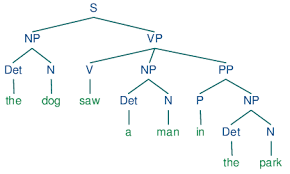 S
NP VP
Det N V NP PP
the dog saw Det N P NP
a man in Det N
the park